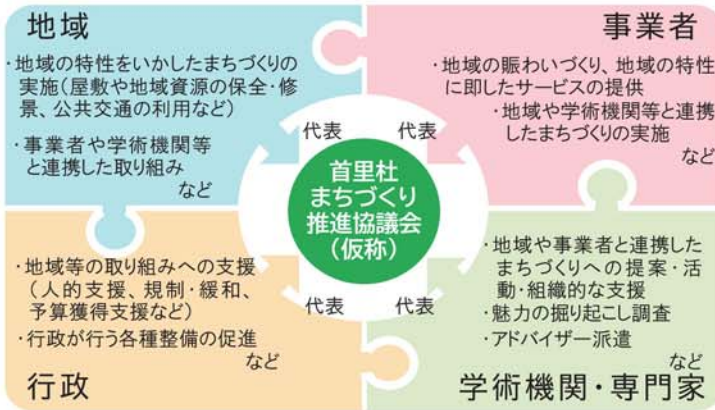 地域
・地域の特性をいかしたまちづくりの
実施(屋敷や地域資源の保全・修
景、公共交通の利用など)
・事業者や学術機関等
と連携した取り組み
など
事業者
・地域の賑わいづくり、地域の特性
に即したサービスの提供
・地域や学術機関等と連携
したまちづくりの実施
など
代表
代表
首里杜
まちづくり
推進協議会
(仮称)
代表
代表
・地域等の取り組みへの支援
(人的支援、規制・緩和、
予算獲得支援など)
・行政が行う各種整備の促進
など
行政
・地域や事業者と連携した
まちづくりへの提案・活
動・組織的な支援
・魅力の掘り起こし調査
・アドバイザー派遣
など
学術機関・専門家